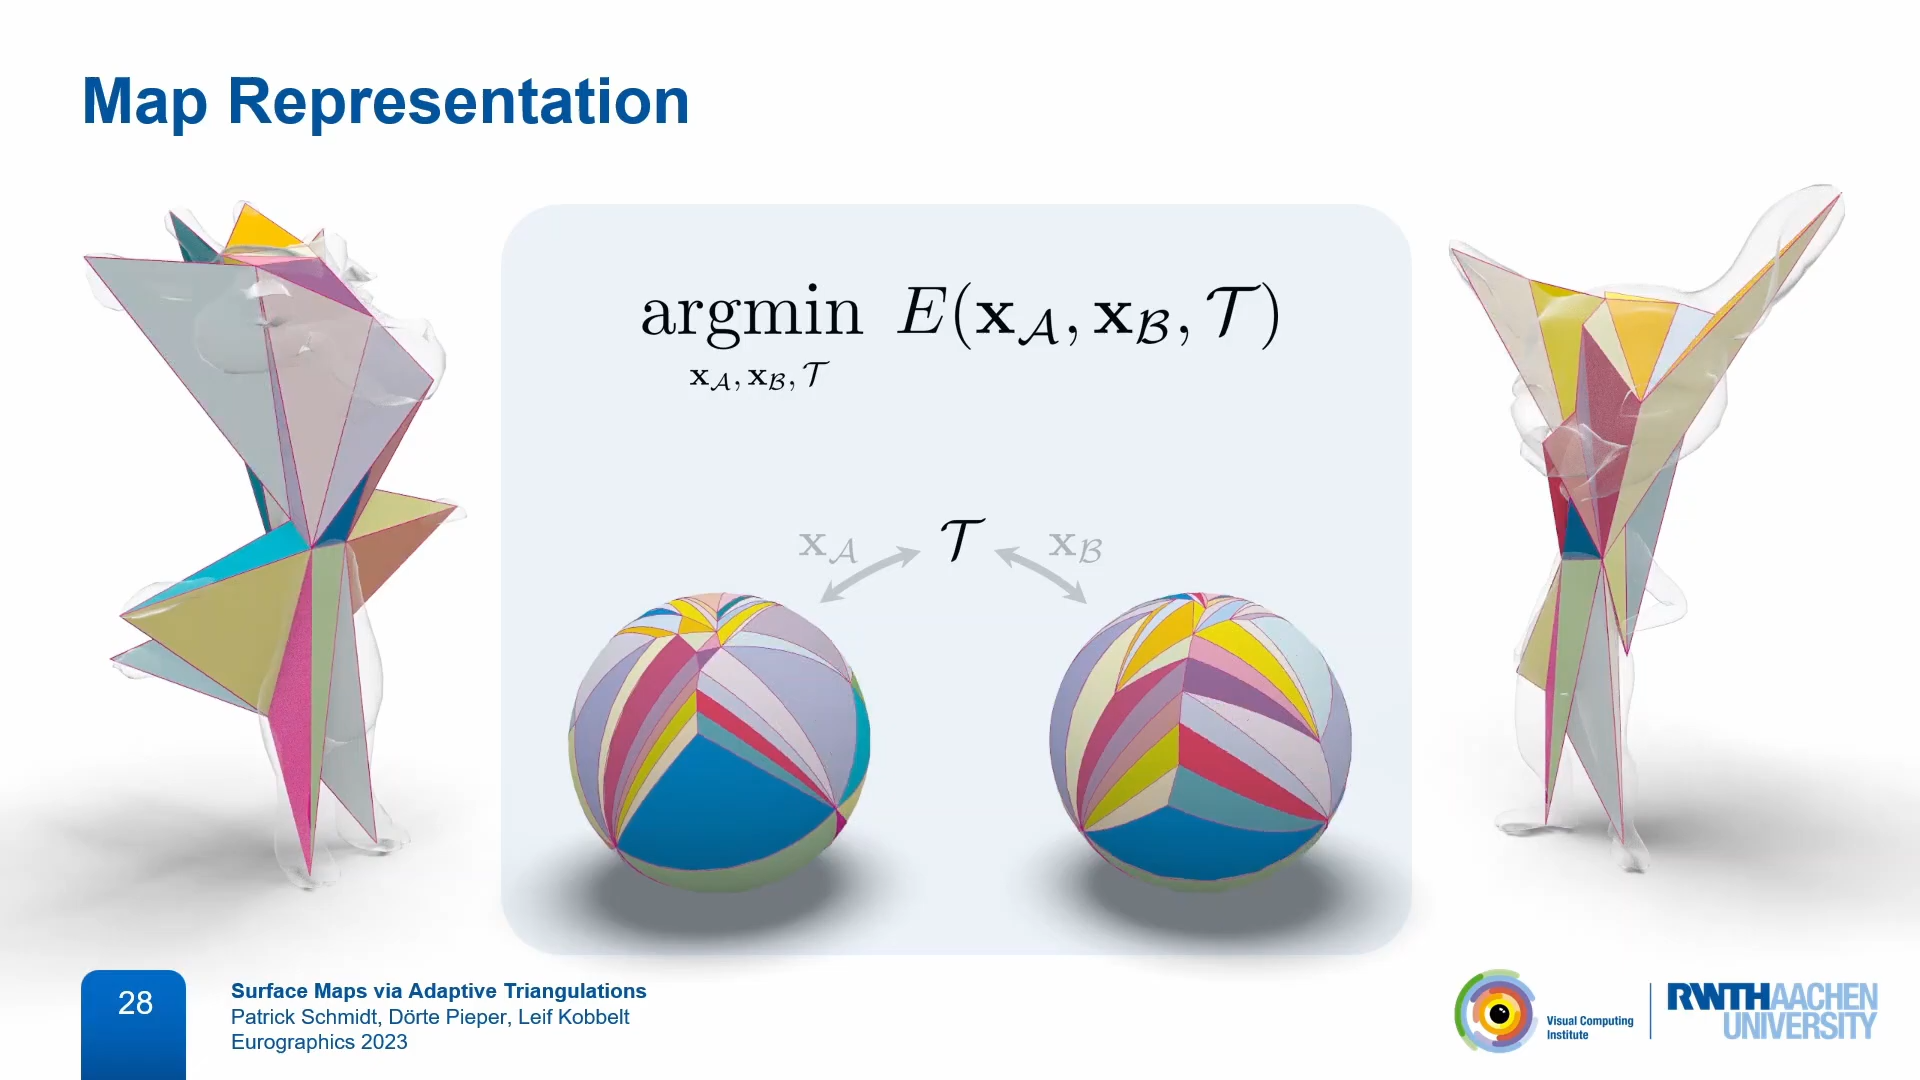 Map Representation
argmin E(x_A, x_B, 𝒯)
x_A, x_B, 𝒯
x_A 𝒯 x_B
28
Surface Maps via Adaptive Triangulations
Patrick Schmidt, Dörte Pieper, Leif Kobbelt
Eurographics 2023
Visual Computing
Institute
RWTHAACHEN
UNIVERSITY